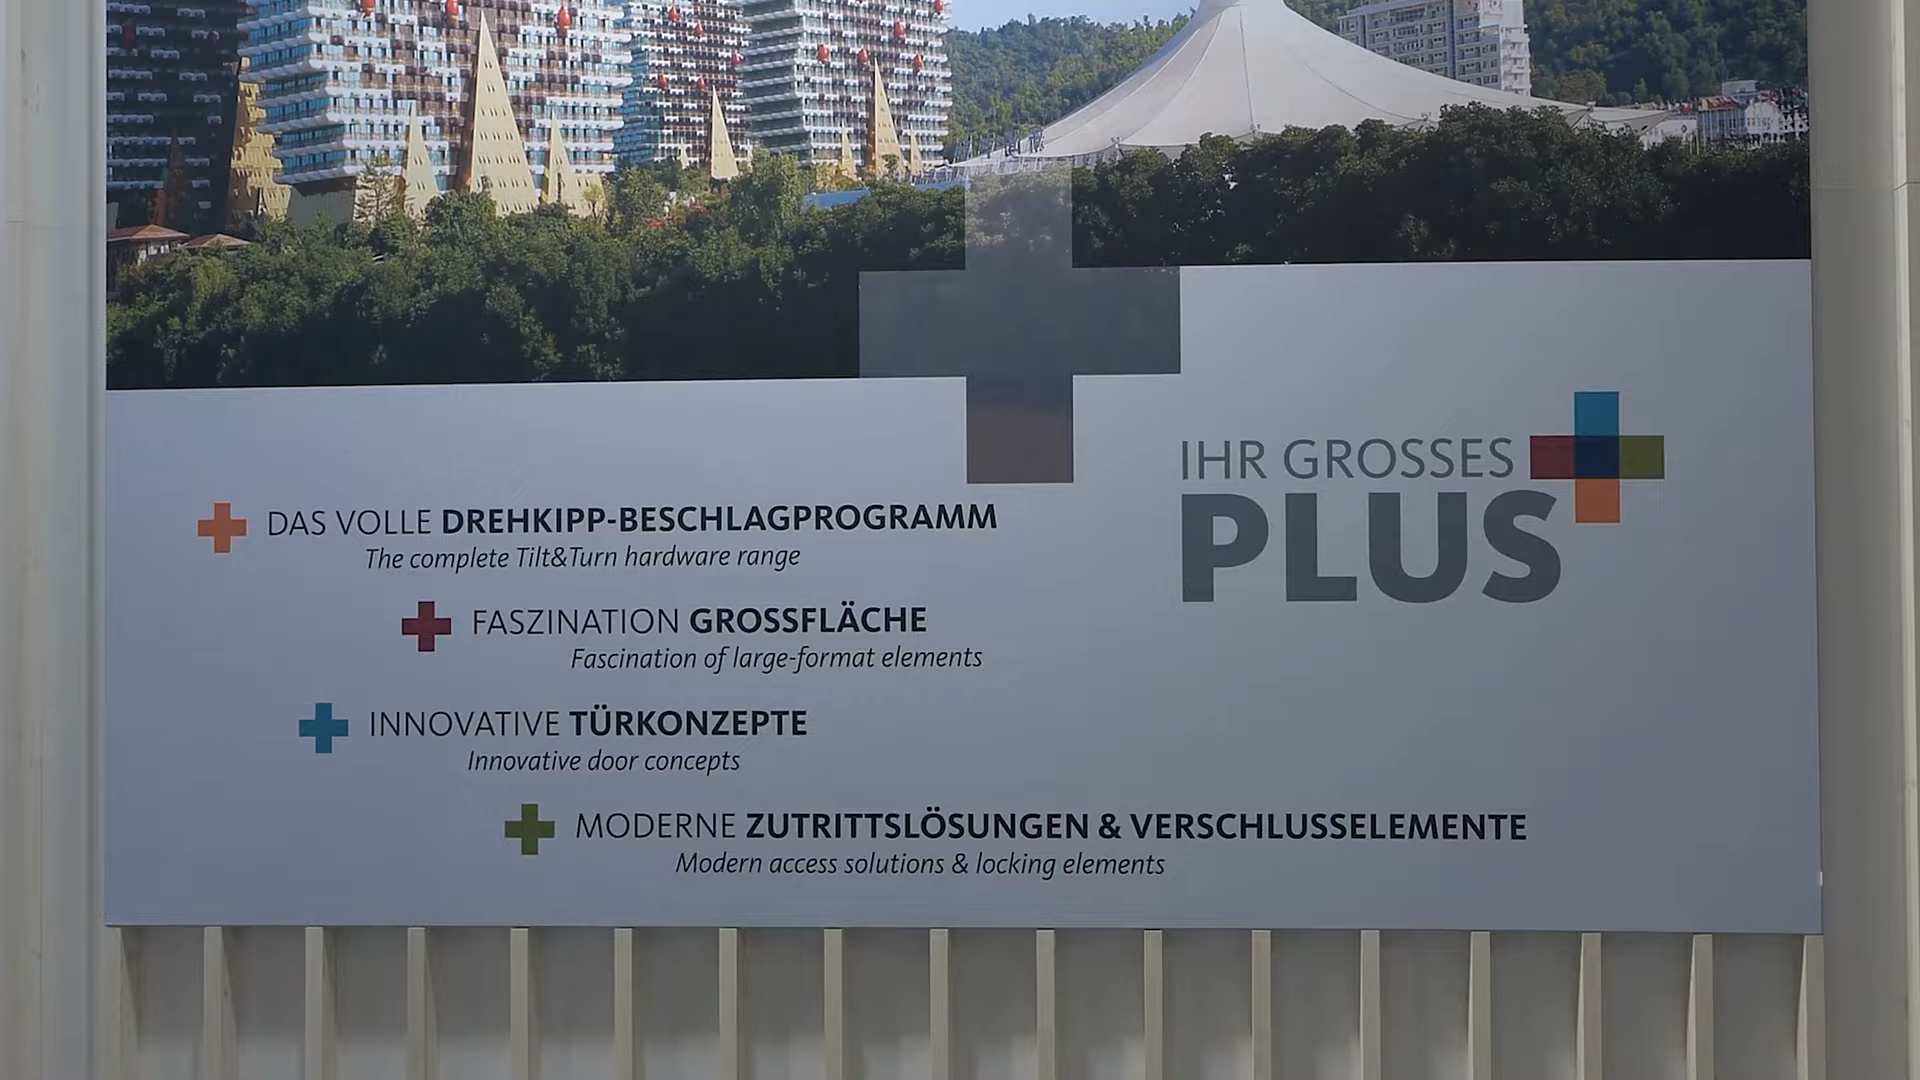 DAS VOLLE DREHKIPP-BESCHLAGPROGRAMM
The complete Tilt&Turn hardware range
FASZINATION GROSSFLÄCHE
Fascination of large-format elements
INNOVATIVE TÜRKONZEPTE
Innovative door concepts
MODERNE ZUTRITTSLÖSUNGEN & VERSCHLUSSELEMENTE
Modern access solutions & locking elements
IHR GROSSES
PLUS